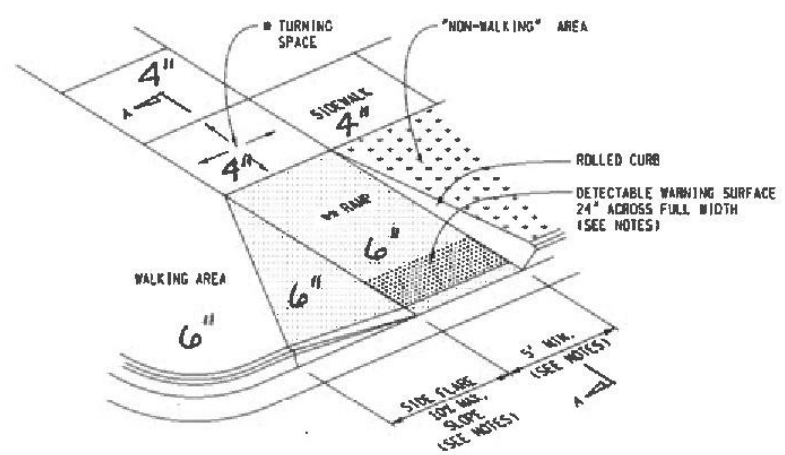 * TURNING
SPACE
"NON-WALKING" AREA
4"
A
SIDEWALK
4"
4"
ROLLED CURB
DETECTABLE WARNING SURFACE
24" ACROSS FULL WIDTH
(SEE NOTES)
** RAMP
6"
WALKING AREA
6"
6"
5' MIN.
(SEE NOTES)
SIDE FLARE
10% MAX.
SLOPE
(SEE NOTES)
A